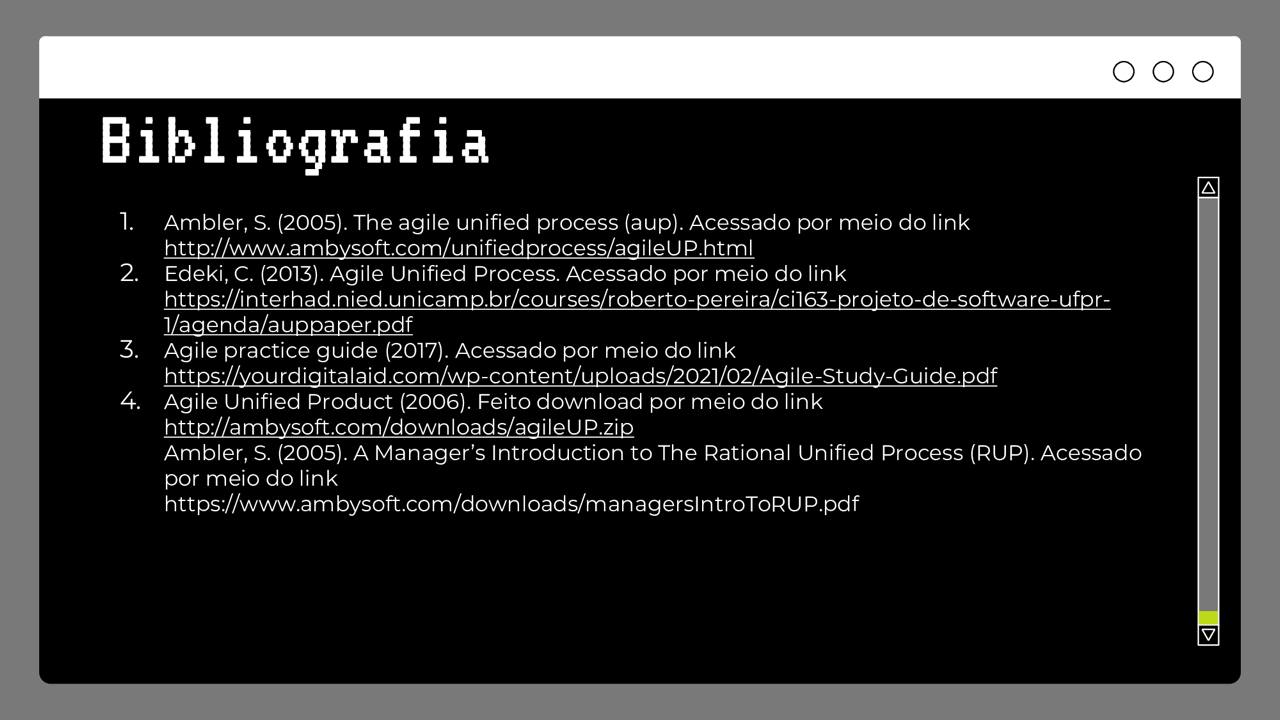 Bibliografia
1. Ambler, S. (2005). The agile unified process (aup). Acessado por meio do link
http://www.ambysoft.com/unifiedprocess/agileUP.html
2. Edeki, C. (2013). Agile Unified Process. Acessado por meio do link
https://interhad.nied.unicamp.br/courses/roberto-pereira/ci163-projeto-de-software-ufpr-
1/agenda/auppaper.pdf
3. Agile practice guide (2017). Acessado por meio do link
https://yourdigitalaid.com/wp-content/uploads/2021/02/Agile-Study-Guide.pdf
4. Agile Unified Product (2006). Feito download por meio do link
http://ambysoft.com/downloads/agileUP.zip
Ambler, S. (2005). A Manager’s Introduction to The Rational Unified Process (RUP). Acessado
por meio do link
https://www.ambysoft.com/downloads/managersIntroToRUP.pdf